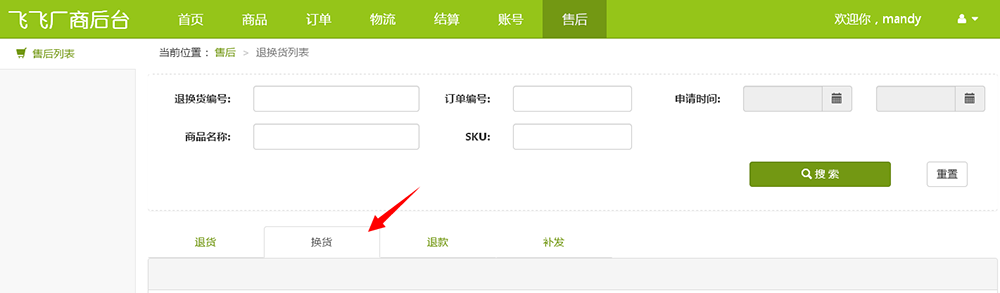 飞飞厂商后台 首页 商品 订单 物流 结算 账号 售后 欢迎你，mandy
售后列表 当前位置： 售后 > 退换货列表
退换货编号: 订单编号: 申请时间:
商品名称: SKU:
搜 索 重置
退货 换货 退款 补发